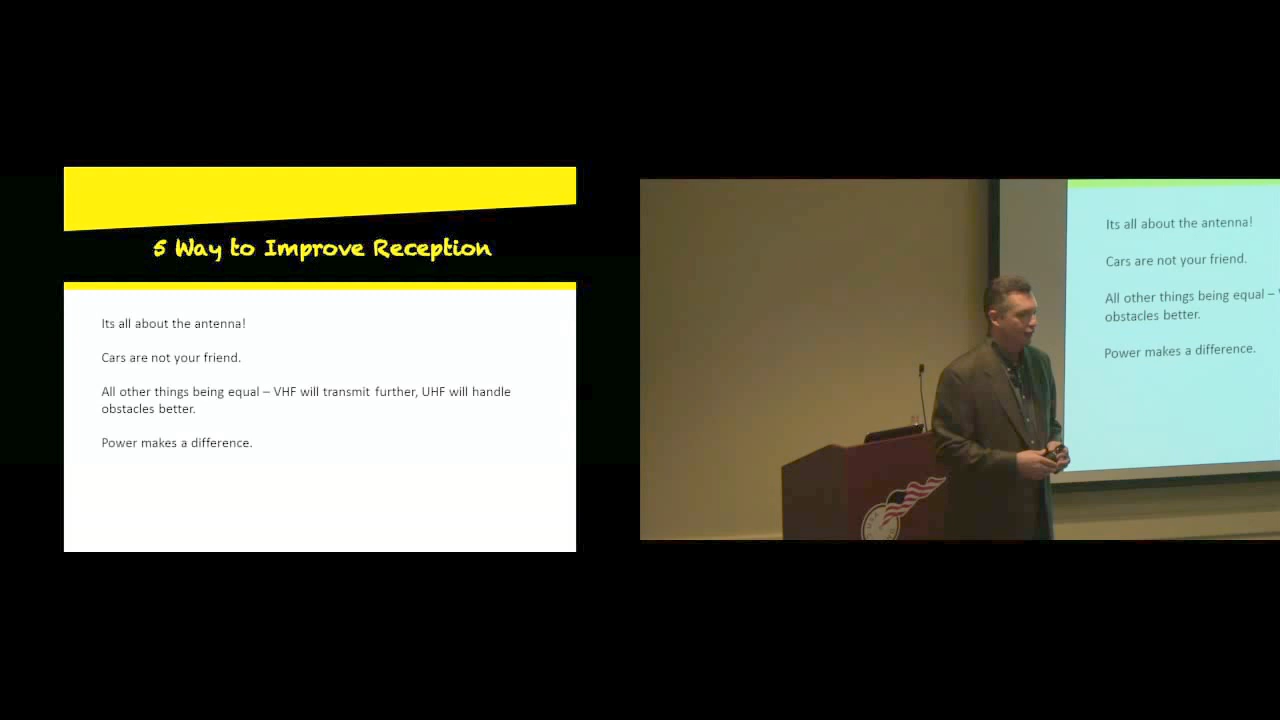 5 Way to Improve Reception
Its all about the antenna!
Cars are not your friend.
All other things being equal – VHF will transmit further, UHF will handle
obstacles better.
Power makes a difference.
Its all about the antenna!
Cars are not your friend.
All other things being equal –
obstacles better.
Power makes a difference.
USA